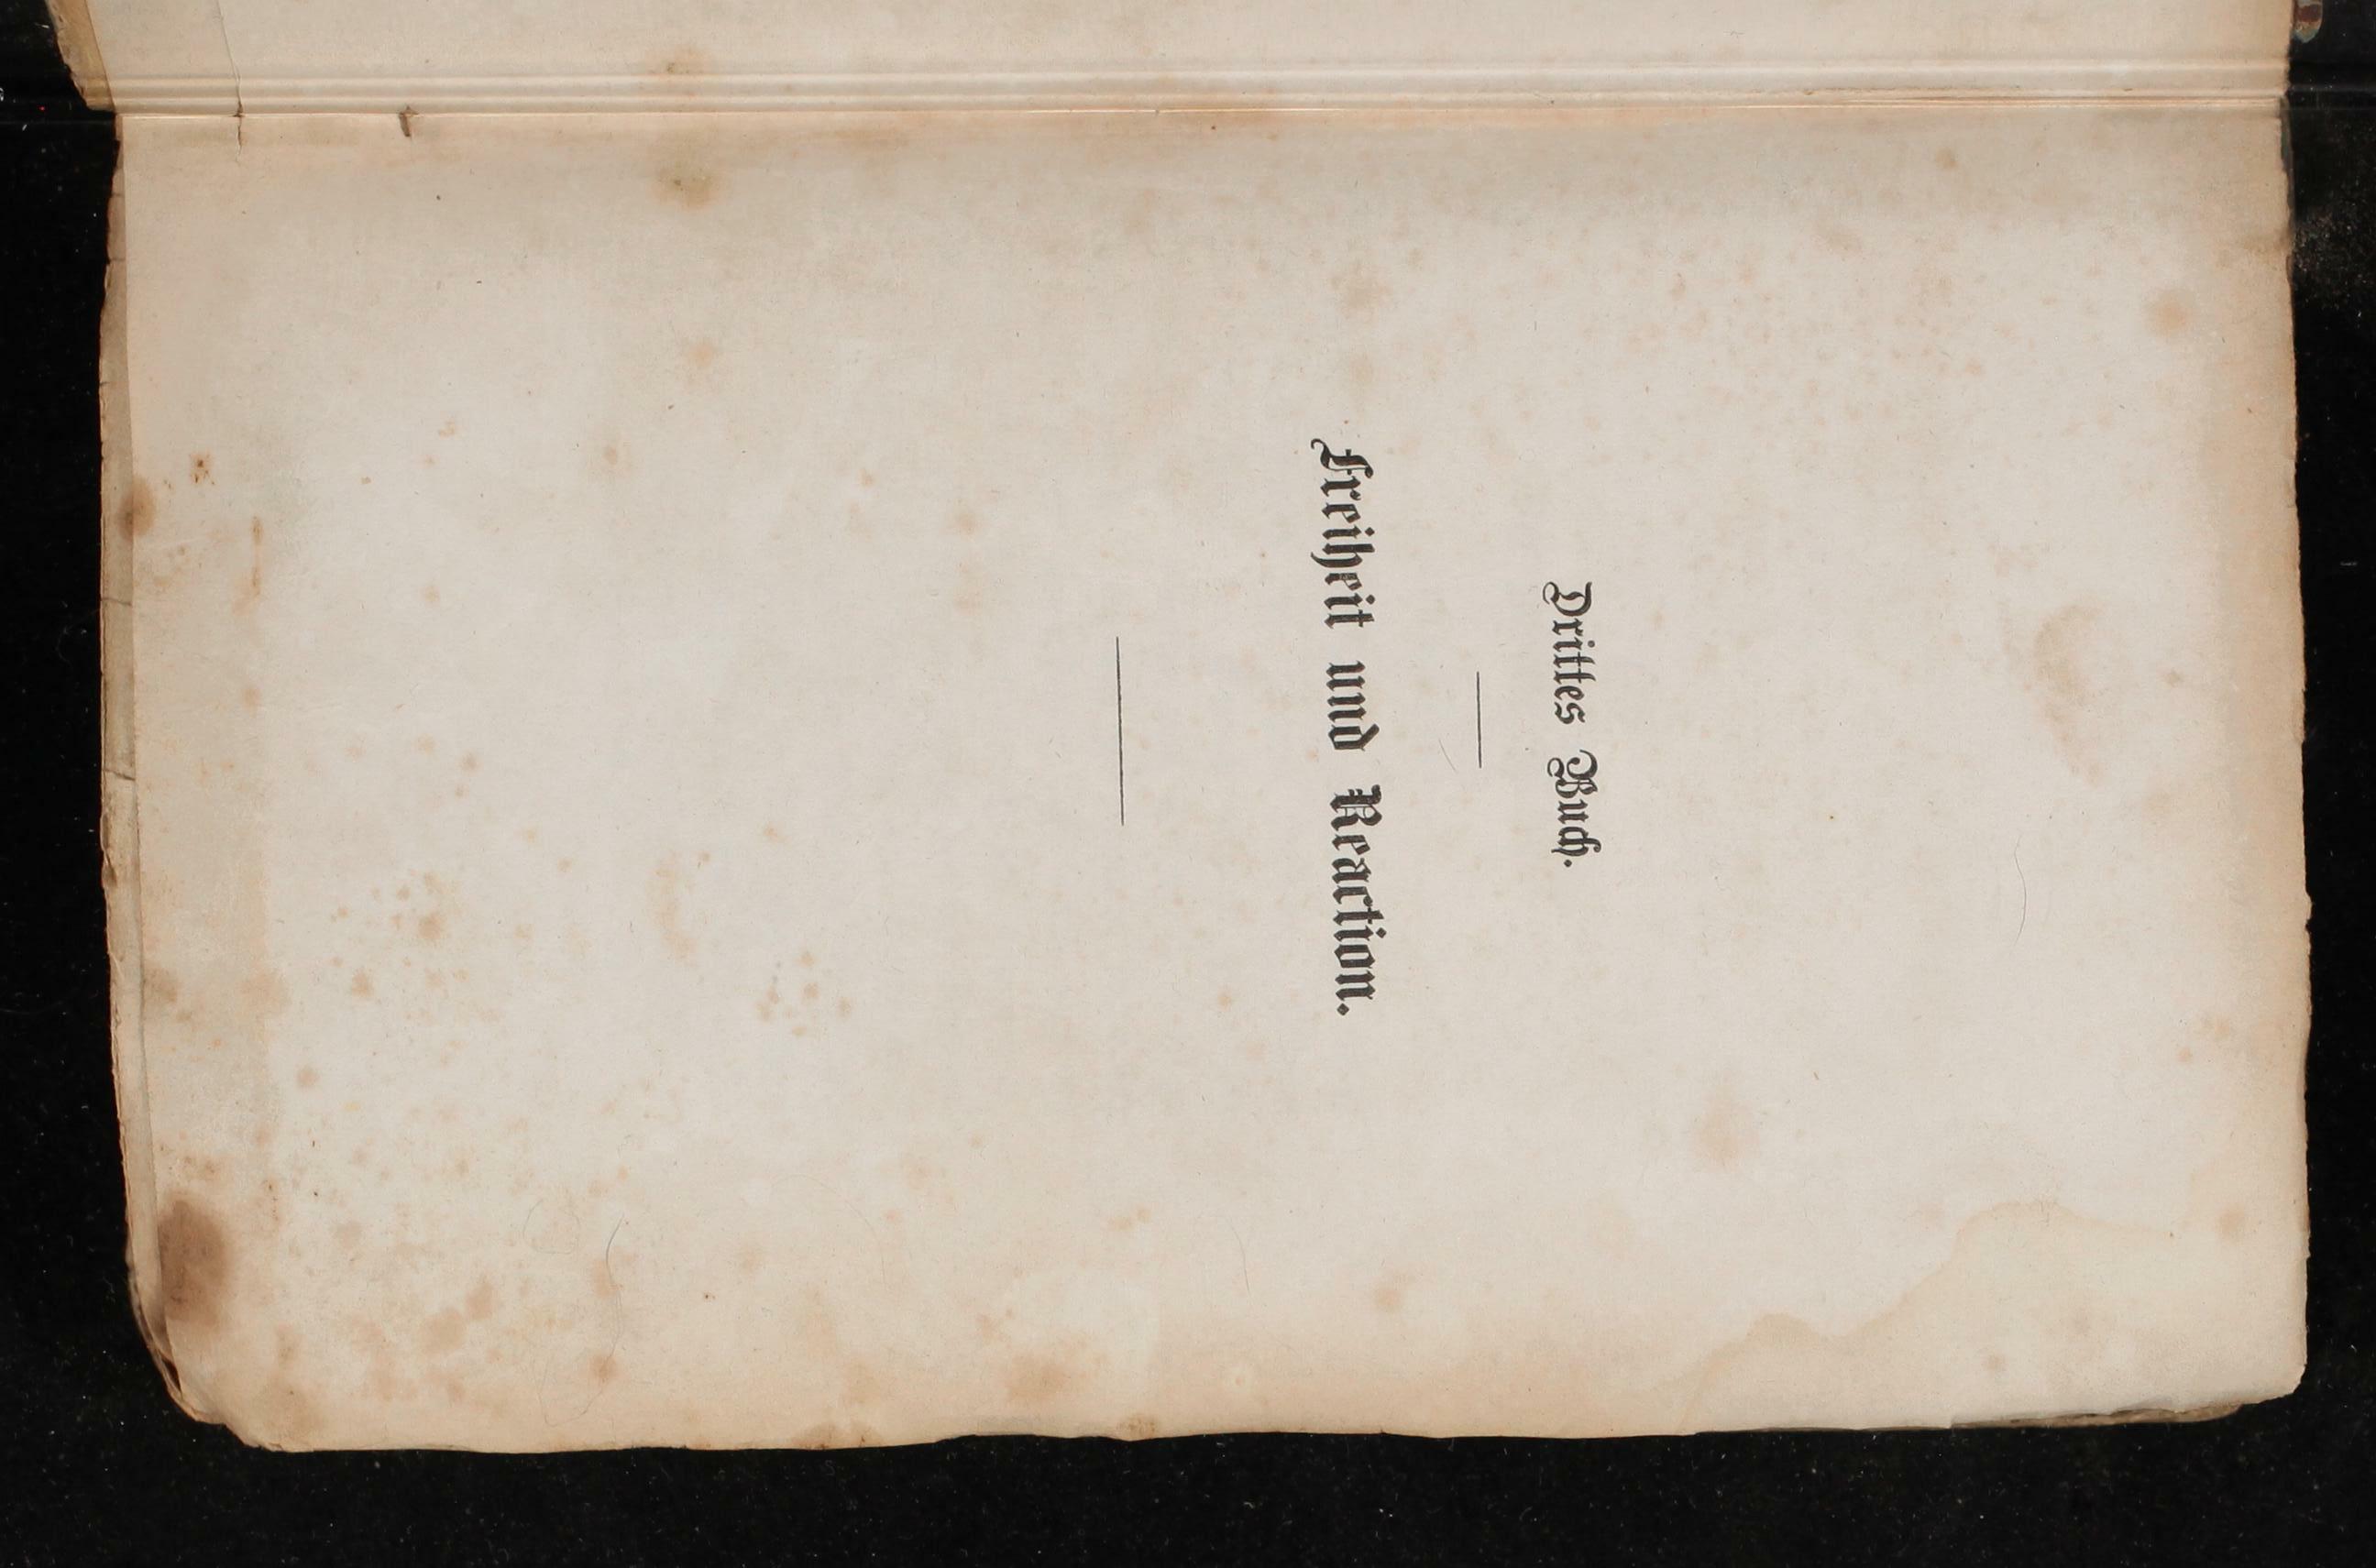 Drittes Buch.
Freiheit und Reaction.